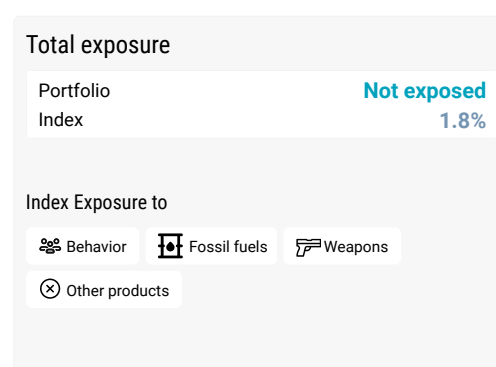 Total exposure
Portfolio Not exposed
Index 1.8%
Index Exposure to
Behavior Fossil fuels Weapons
Other products